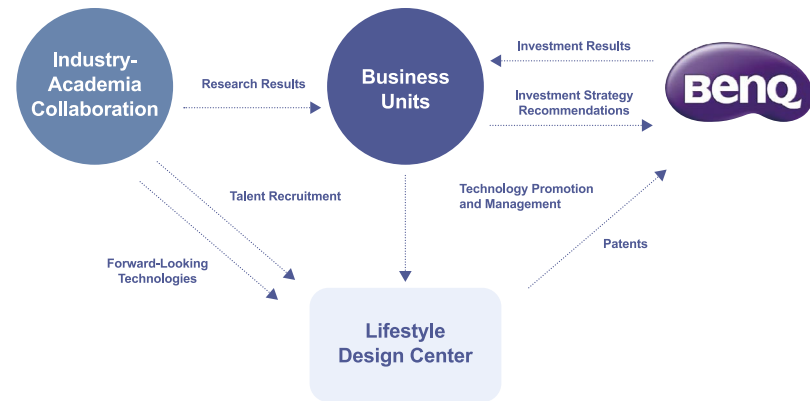 Industry-
Academia
Collaboration
Research Results
Business
Units
Investment Results
Investment Strategy
Recommendations
BenQ
Talent Recruitment
Technology Promotion
and Management
Forward-Looking
Technologies
Patents
Lifestyle
Design Center